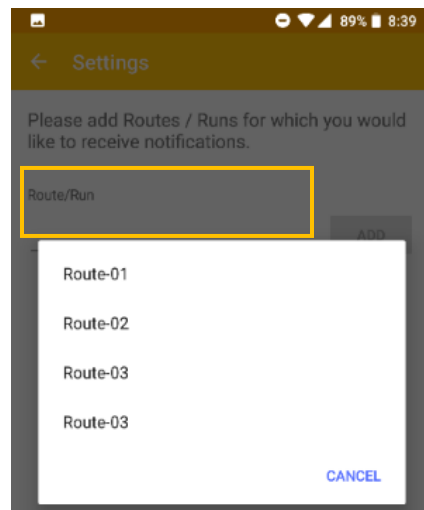 89% 8:39
Settings
Please add Routes / Runs for which you would
like to receive notifications.
Route/Run
ADD
Route-01
Route-02
Route-03
Route-03
CANCEL